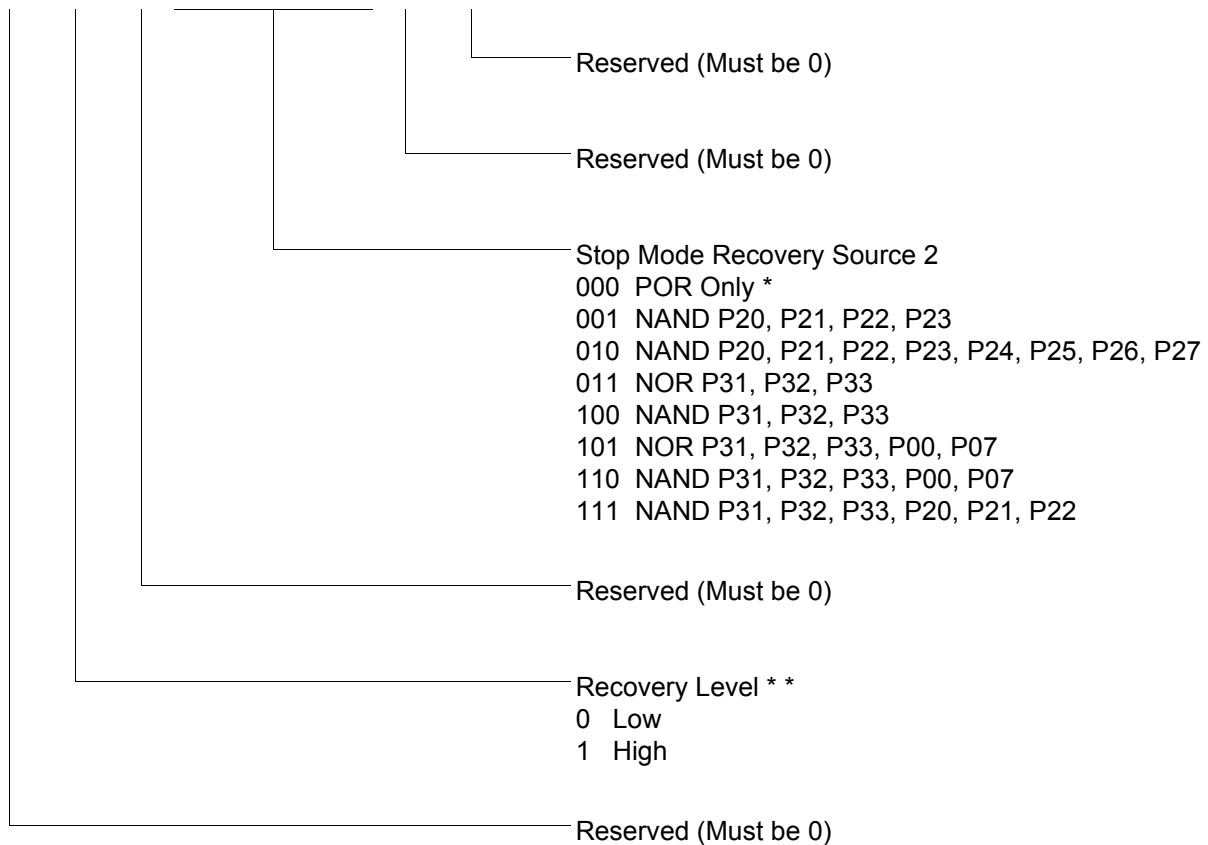 Reserved (Must be 0)
Reserved (Must be 0)
Stop Mode Recovery Source 2
000 POR Only *
001 NAND P20, P21, P22, P23
010 NAND P20, P21, P22, P23, P24, P25, P26, P27
011 NOR P31, P32, P33
100 NAND P31, P32, P33
101 NOR P31, P32, P33, P00, P07
110 NAND P31, P32, P33, P00, P07
111 NAND P31, P32, P33, P20, P21, P22
Reserved (Must be 0)
Recovery Level * *
0 Low
1 High
Reserved (Must be 0)